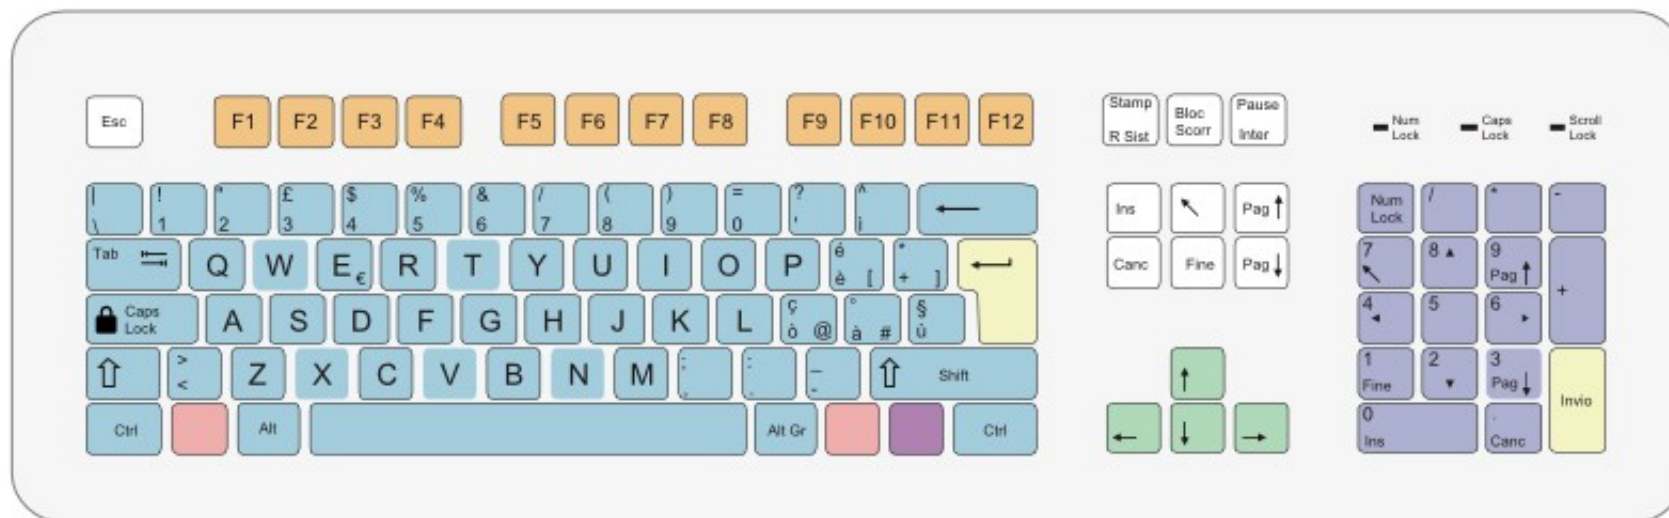 Esc F1 F2 F3 F4 F5 F6 F7 F8 F9 F10 F11 F12
Stamp
R Sist
Bloc
Scorr
Pause
Inter
Num
Lock
Caps
Lock
Scroll
Lock
| ! " £ $ % & / ( ) = ? ^
\ 1 2 3 4 5 6 7 8 9 0 ' i
Ins ↖ Pag ↑
Num
Lock
/ * -
Tab Q W E € R T Y U I O P
é
è [
*
+ ]
Canc Fine Pag ↓
7 8 9
Pag ↑
+
Caps
Lock
A S D F G H J K L
ç
ò @
°
à #
§
ù
4 5 6
>
<
Z X C V B N M
;
,
:
.
_
-
Shift
1
Fine
2
3
Pag ↓
Invio
Ctrl Alt Alt Gr Ctrl
0
Ins
.
Canc